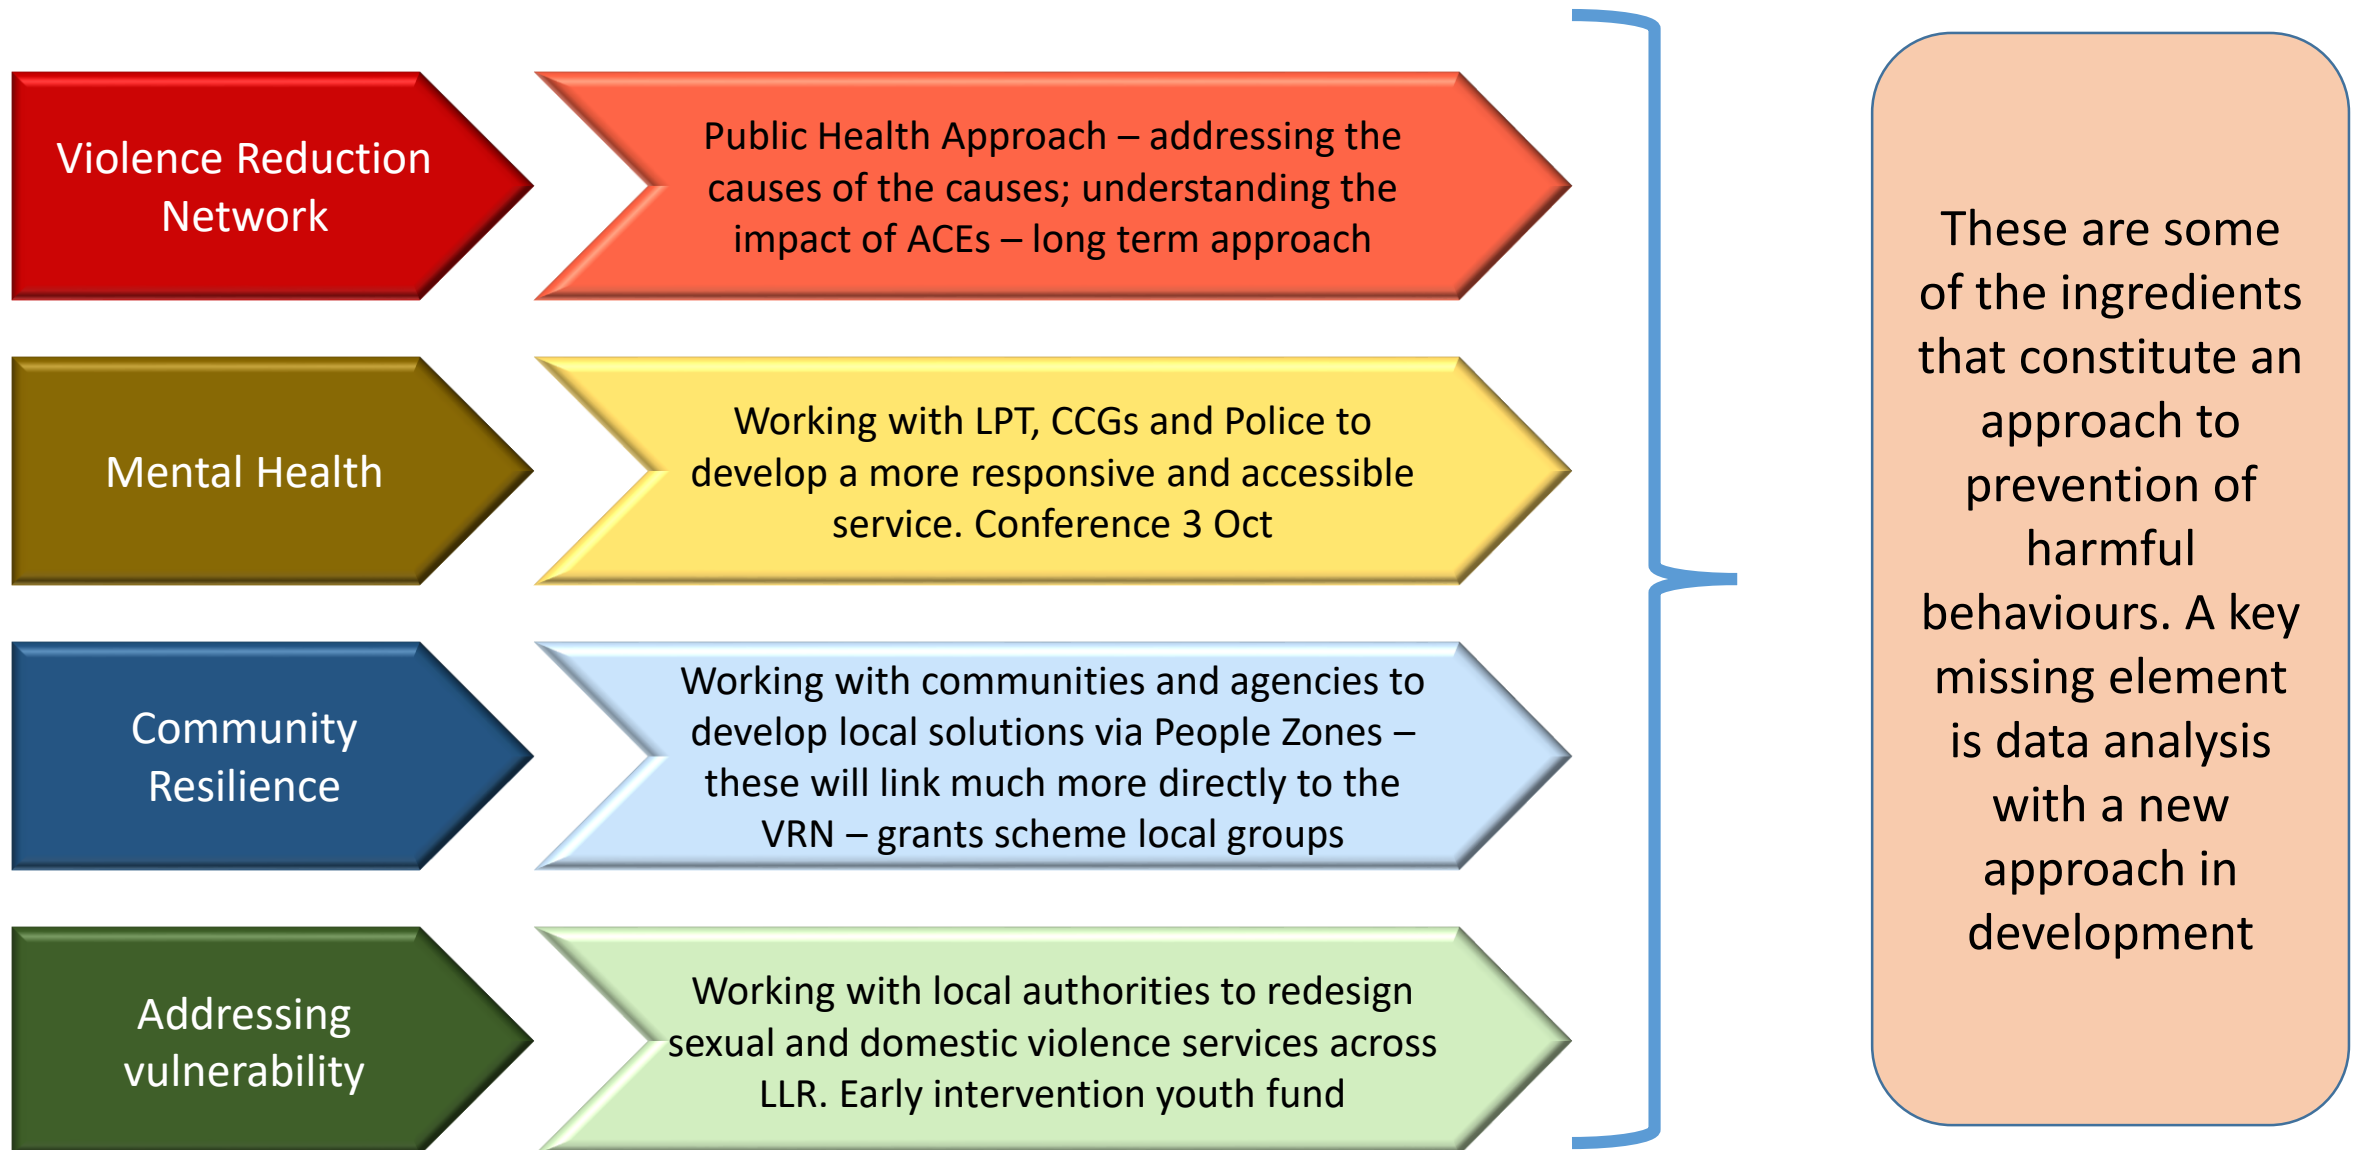 Violence Reduction
Network
Public Health Approach – addressing the
causes of the causes; understanding the
impact of ACEs – long term approach
Mental Health
Working with LPT, CCGs and Police to
develop a more responsive and accessible
service. Conference 3 Oct
Community
Resilience
Working with communities and agencies to
develop local solutions via People Zones –
these will link much more directly to the
VRN – grants scheme local groups
Addressing
vulnerability
Working with local authorities to redesign
sexual and domestic violence services across
LLR. Early intervention youth fund
These are some
of the ingredients
that constitute an
approach to
prevention of
harmful
behaviours. A key
missing element
is data analysis
with a new
approach in
development